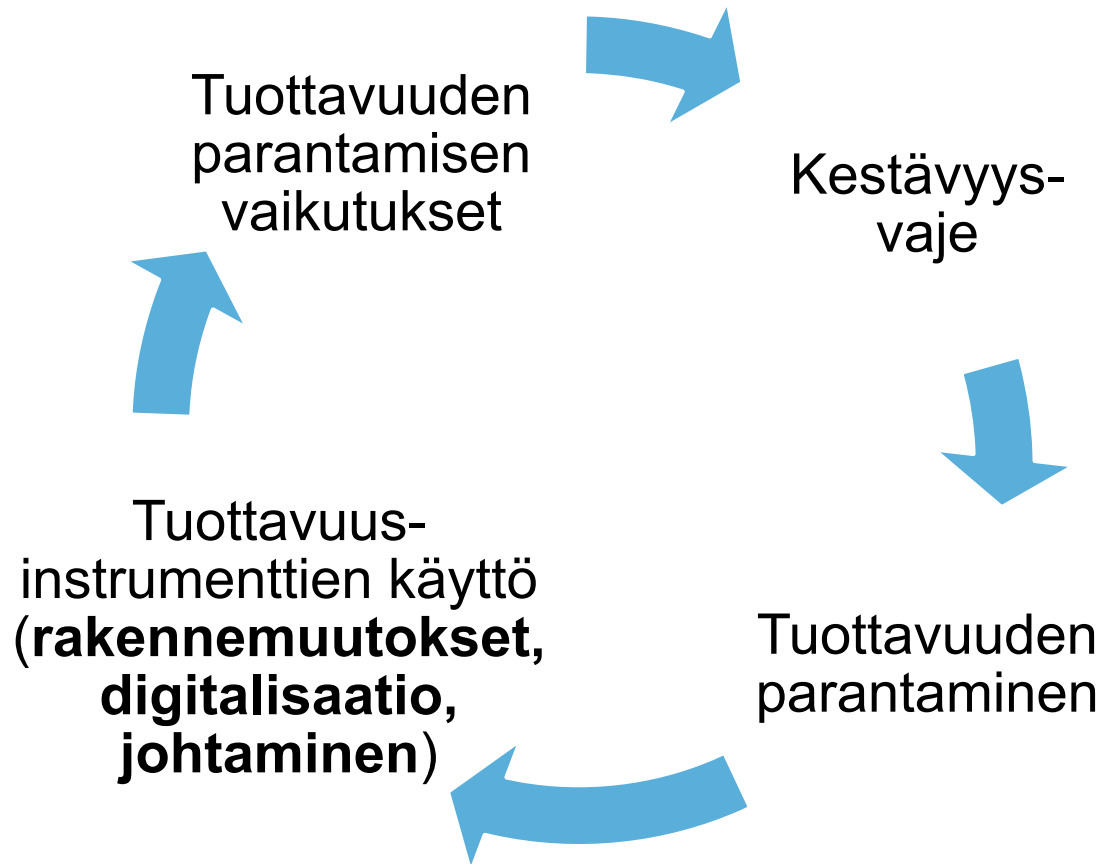 Tuottavuuden
parantamisen
vaikutukset
Kestävyys-
vaje
Tuottavuus-
instrumenttien käyttö
(rakennemuutokset,
digitalisaatio,
johtaminen)
Tuottavuuden
parantaminen